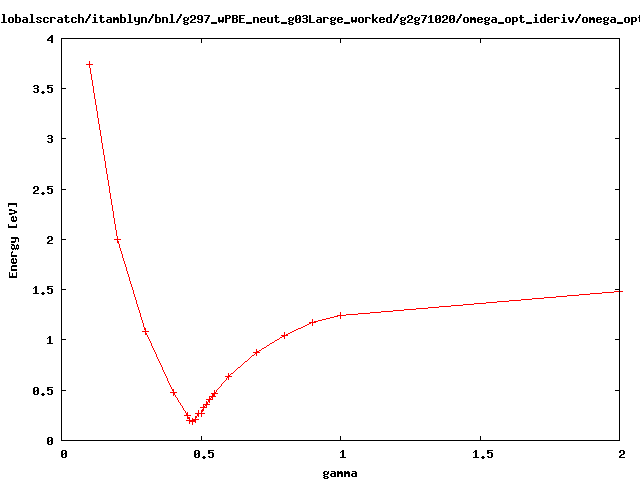 lobalscratch/itamblyn/bnl/g297_wPBE_neut_g03Large_worked/g2g71020/omega_opt_ideriv/omega_opt
4
3.5
3
2.5
2
1.5
1
0.5
0
Energy [eV]
0 0.5 1 1.5 2
gamma